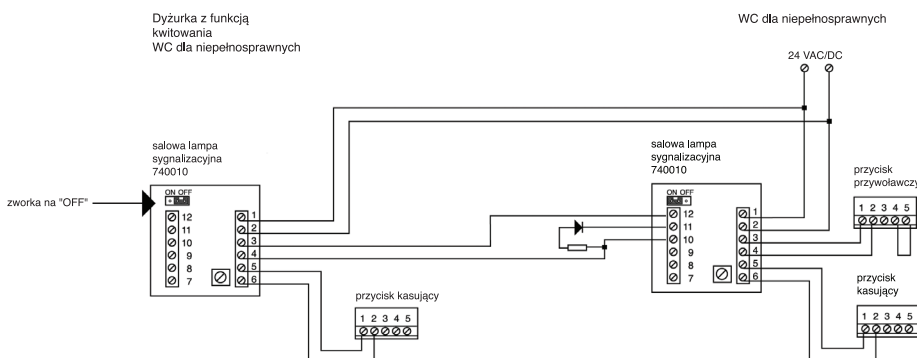 Dyżurka z funkcją
kwitowania
WC dla niepełnosprawnych
WC dla niepełnosprawnych
24 VAC/DC
salowa lampa
sygnalizacyjna
740010
zworka na "OFF"
ON OFF
12
11
10
9
8
7
1
2
3
4
5
6
przycisk kasujący
1 2 3 4 5
salowa lampa
sygnalizacyjna
740010
ON OFF
12
11
10
9
8
7
1
2
3
4
5
6
przycisk
przywoławczy
1 2 3 4 5
przycisk
kasujący
1 2 3 4 5